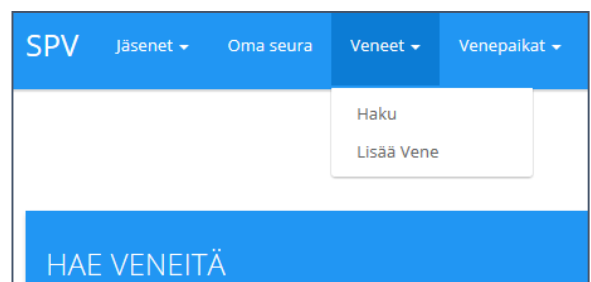 SPV Jäsenet Oma seura Veneet Venepaikat
Haku
Lisää Vene
HAE VENEITÄ